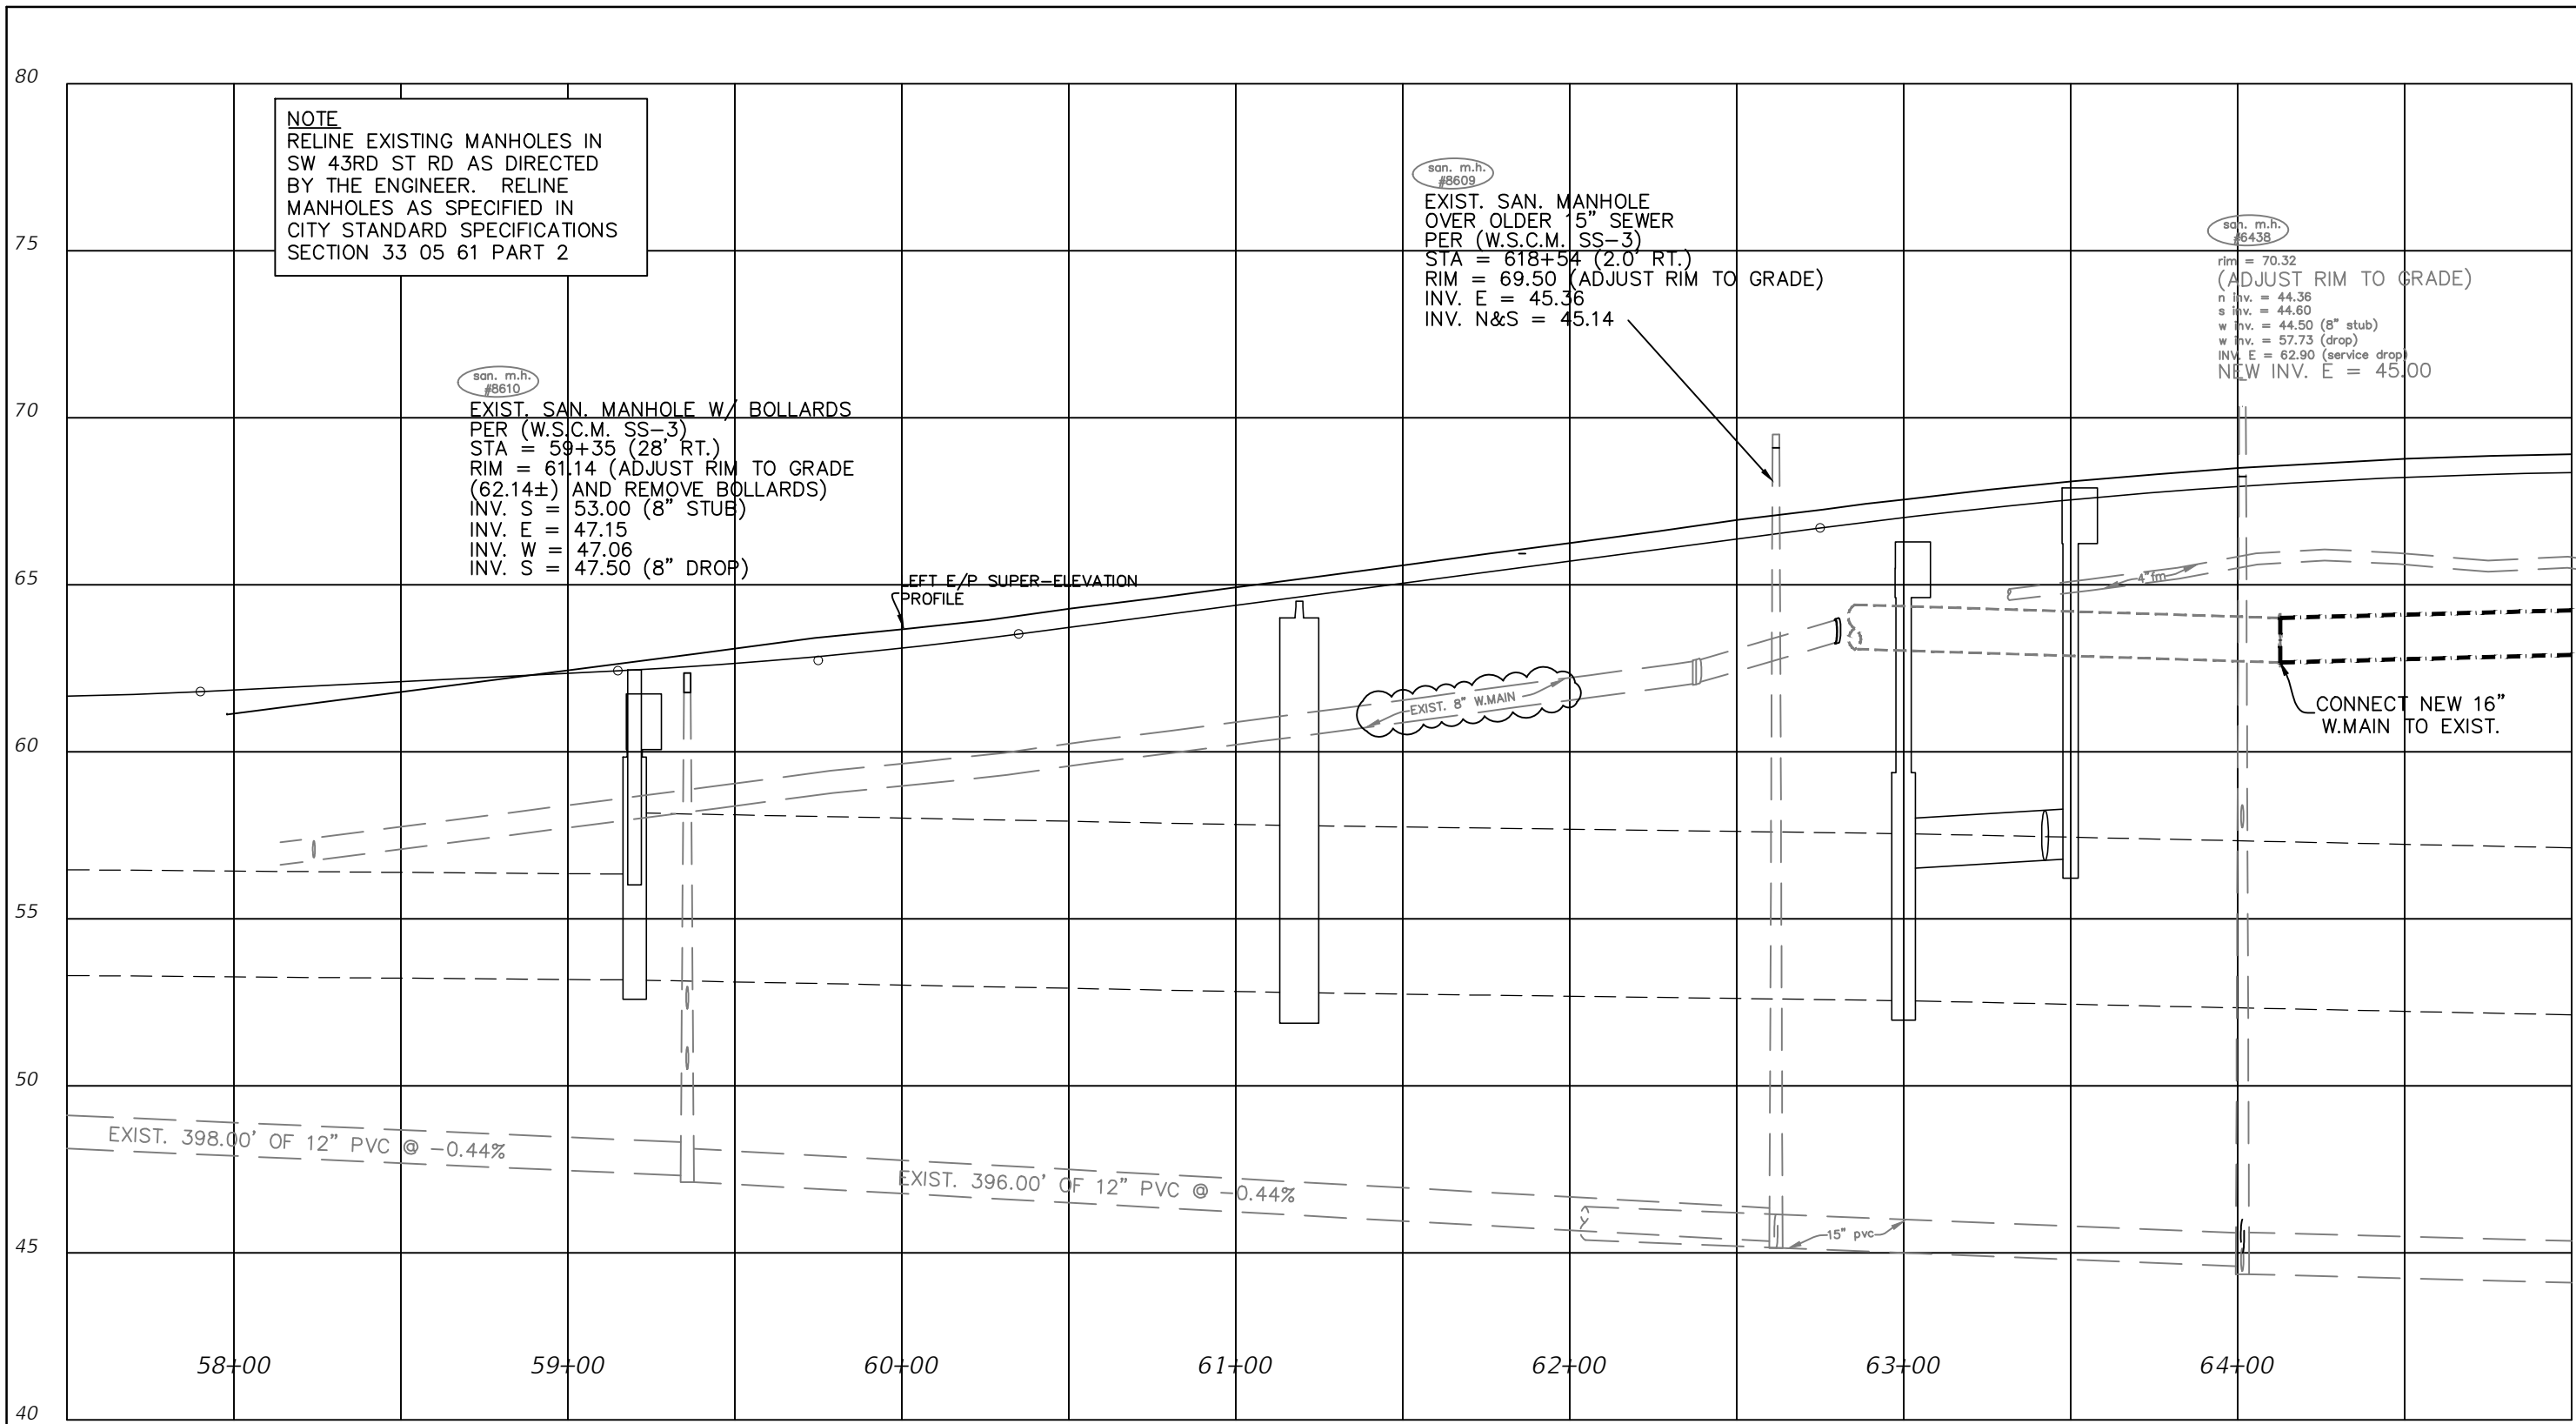 80
NOTE
RELINE EXISTING MANHOLES IN
SW 43RD ST RD AS DIRECTED
BY THE ENGINEER. RELINE
MANHOLES AS SPECIFIED IN
CITY STANDARD SPECIFICATIONS
SECTION 33 05 61 PART 2
san. m.h.
#8609
EXIST. SAN. MANHOLE
OVER OLDER 15" SEWER
PER (W.S.C.M. SS-3)
STA = 618+54 (2.0' RT.)
RIM = 69.50 (ADJUST RIM TO GRADE)
INV. E = 45.36
INV. N&S = 45.14
san. m.h.
#6438
rim = 70.32
(ADJUST RIM TO GRADE)
n inv. = 44.36
s inv. = 44.60
w inv. = 44.50 (8" stub)
w inv. = 57.73 (drop)
INV. E = 62.90 (service drop)
NEW INV. E = 45.00
75
san. m.h.
#8610
EXIST. SAN. MANHOLE W/ BOLLARDS
PER (W.S.C.M. SS-3)
STA = 59+35 (28' RT.)
RIM = 61.14 (ADJUST RIM TO GRADE
(62.14±) AND REMOVE BOLLARDS)
INV. S = 53.00 (8" STUB)
INV. E = 47.15
INV. W = 47.06
INV. S = 47.50 (8" DROP)
70
65
LEFT E/P SUPER-ELEVATION
PROFILE
4"fm
EXIST. 8" W.MAIN
CONNECT NEW 16"
W.MAIN TO EXIST.
60
55
50
EXIST. 398.00' OF 12" PVC @ -0.44%
EXIST. 396.00' OF 12" PVC @ -0.44%
15" pvc
45
58+00
59+00
60+00
61+00
62+00
63+00
64+00
40